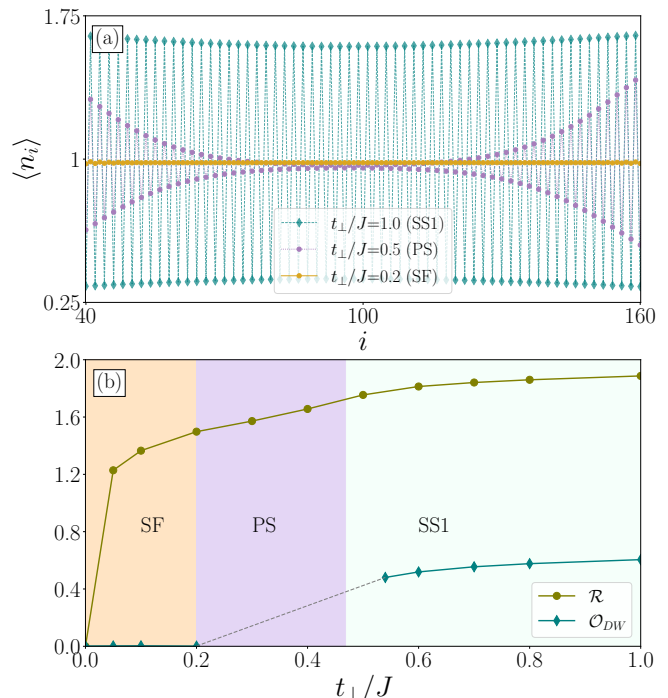 1.75
(a)
⟨n_i⟩
1
t_⊥/J=1.0 (SS1)
t_⊥/J=0.5 (PS)
t_⊥/J=0.2 (SF)
0.25
40
100
160
i
2.0
(b)
1.6
1.2
0.8
SF
PS
SS1
0.4
ℛ
𝒪_DW
0.0
0.0
0.2
0.4
0.6
0.8
1.0
t_⊥/J